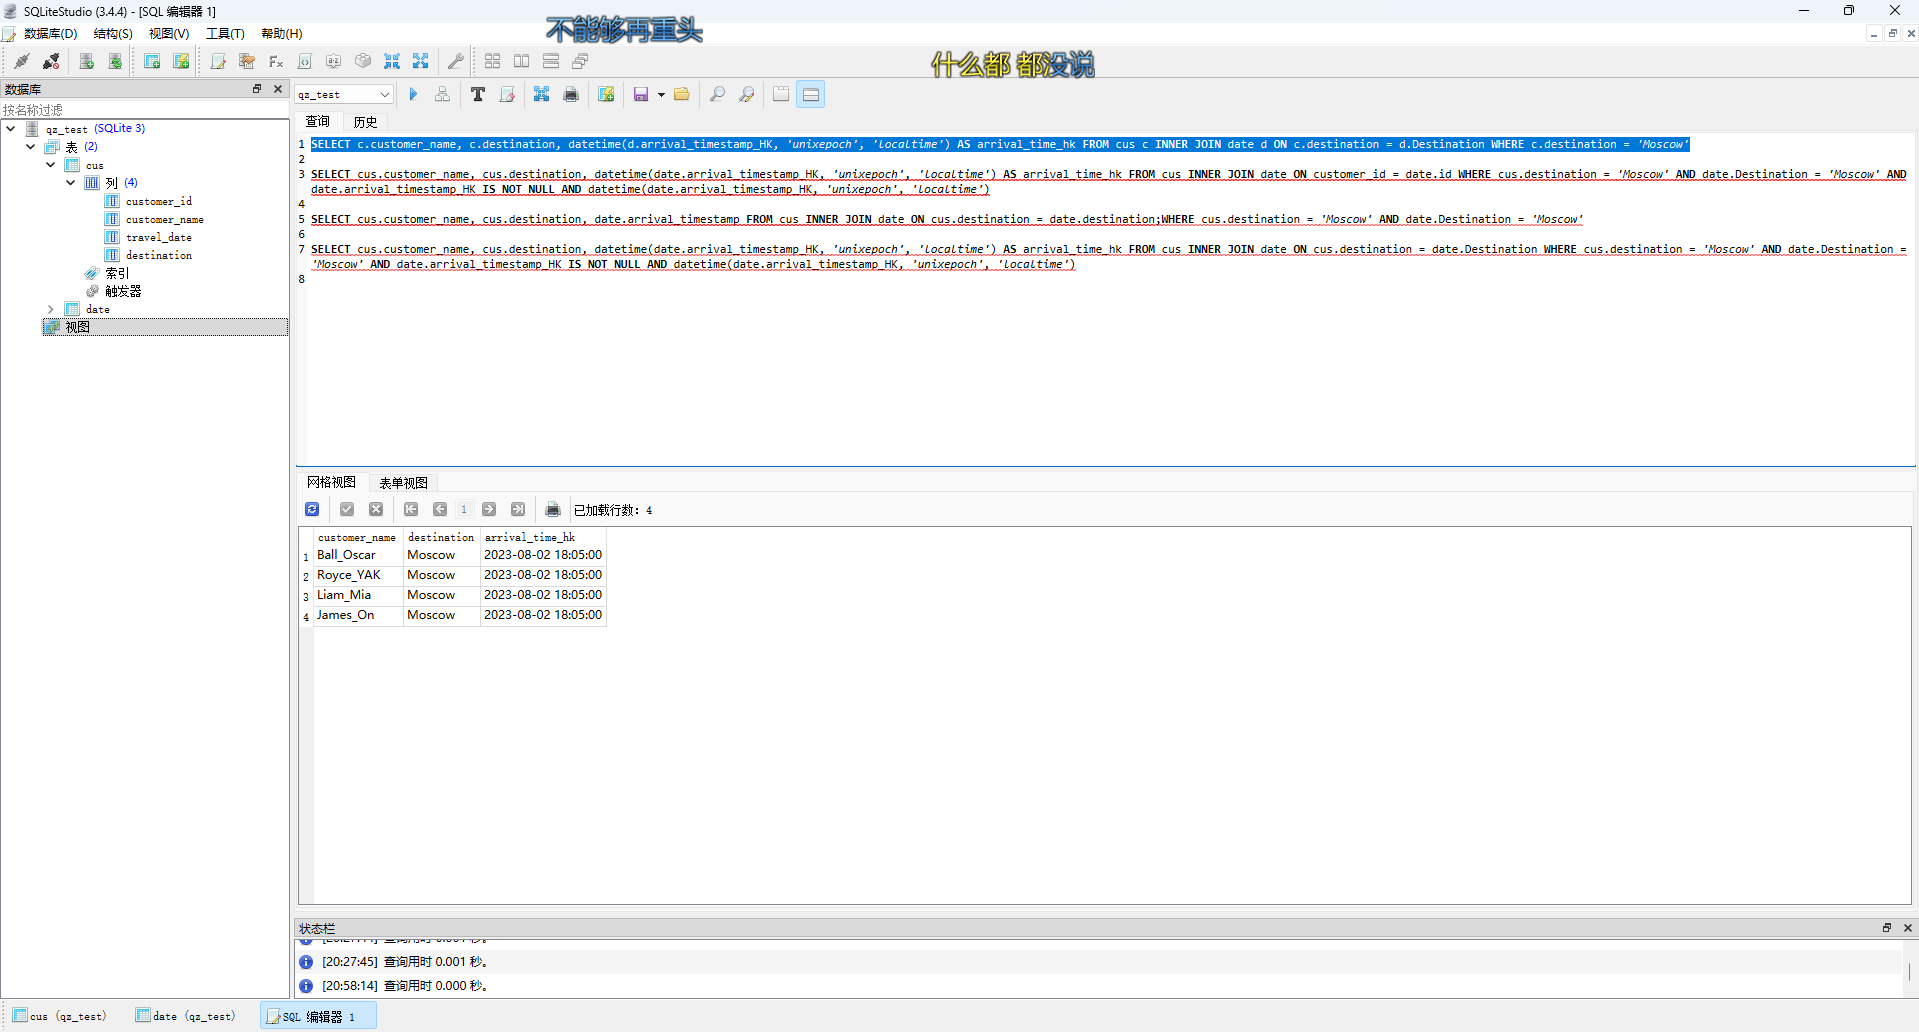 SQLiteStudio (3.4.4) - [SQL 编辑器 1]
不能够再重头
数据库(D) 结构(S) 视图(V) 工具(T) 帮助(H)
什么都 都没说
数据库
按名称过滤
qz_test (SQLite 3)
表 (2)
cus
列 (4)
customer_id
customer_name
travel_date
destination
索引
触发器
date
视图
qz_test
查询 历史
1 SELECT c.customer_name, c.destination, datetime(d.arrival_timestamp_HK, 'unixepoch', 'localtime') AS arrival_time_hk FROM cus c INNER JOIN date d ON c.destination = d.Destination WHERE c.destination = 'Moscow'
2
3 SELECT cus.customer_name, cus.destination, datetime(date.arrival_timestamp_HK, 'unixepoch', 'localtime') AS arrival_time_hk FROM cus INNER JOIN date ON customer_id = date.id WHERE cus.destination = 'Moscow' AND date.Destination = 'Moscow' AND
date.arrival_timestamp_HK IS NOT NULL AND datetime(date.arrival_timestamp_HK, 'unixepoch', 'localtime')
4
5 SELECT cus.customer_name, cus.destination, date.arrival_timestamp FROM cus INNER JOIN date ON cus.destination = date.destination;WHERE cus.destination = 'Moscow' AND date.Destination = 'Moscow'
6
7 SELECT cus.customer_name, cus.destination, datetime(date.arrival_timestamp_HK, 'unixepoch', 'localtime') AS arrival_time_hk FROM cus INNER JOIN date ON cus.destination = date.Destination WHERE cus.destination = 'Moscow' AND date.Destination =
'Moscow' AND date.arrival_timestamp_HK IS NOT NULL AND datetime(date.arrival_timestamp_HK, 'unixepoch', 'localtime')
8
网格视图 表单视图
1 已加载行数: 4
customer_name destination arrival_time_hk
1 Ball_Oscar Moscow 2023-08-02 18:05:00
2 Royce_YAK Moscow 2023-08-02 18:05:00
3 Liam_Mia Moscow 2023-08-02 18:05:00
4 James_On Moscow 2023-08-02 18:05:00
状态栏
[20:27:45] 查询用时 0.001 秒。
[20:58:14] 查询用时 0.000 秒。
cus (qz_test) date (qz_test) SQL 编辑器 1